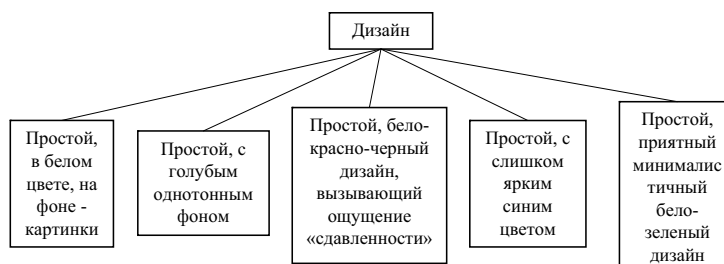 Дизайн
Простой,
в белом
цвете, на
фоне -
картинки
Простой, с
голубым
однотонным
фоном
Простой, бело-
красно-черный
дизайн,
вызывающий
ощущение
«сдавленности»
Простой, с
слишком
ярким
синим
цветом
Простой,
приятный
минималис
тичный
бело-
зеленый
дизайн